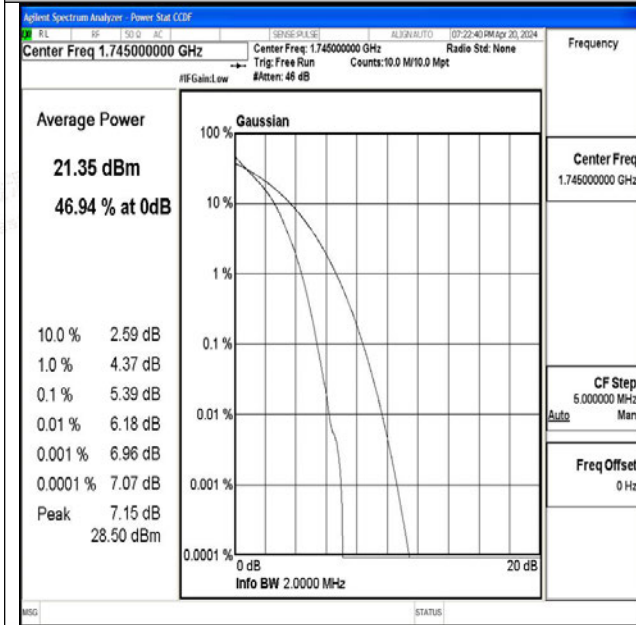 Agilent Spectrum Analyzer - Power Stat CCDF
RL RF 50 Ω AC SENSE:PULSE ALIGN AUTO 07:22:40 PM Apr 20, 2024
Center Freq 1.745000000 GHz
Center Freq: 1.745000000 GHz Radio Std: None
Trig: Free Run Counts:10.0 M/10.0 Mpt
#IFGain:Low #Atten: 46 dB
Frequency
Average Power
21.35 dBm
46.94 % at 0dB
10.0 % 2.59 dB
1.0 % 4.37 dB
0.1 % 5.39 dB
0.01 % 6.18 dB
0.001 % 6.96 dB
0.0001 % 7.07 dB
Peak 7.15 dB
28.50 dBm
Gaussian
100 %
10 %
1 %
0.1 %
0.01 %
0.001 %
0.0001 %
0 dB 20 dB
Info BW 2.0000 MHz
Center Freq
1.745000000 GHz
CF Step
5.000000 MHz
Auto Man
Freq Offset
0 Hz
MSG STATUS